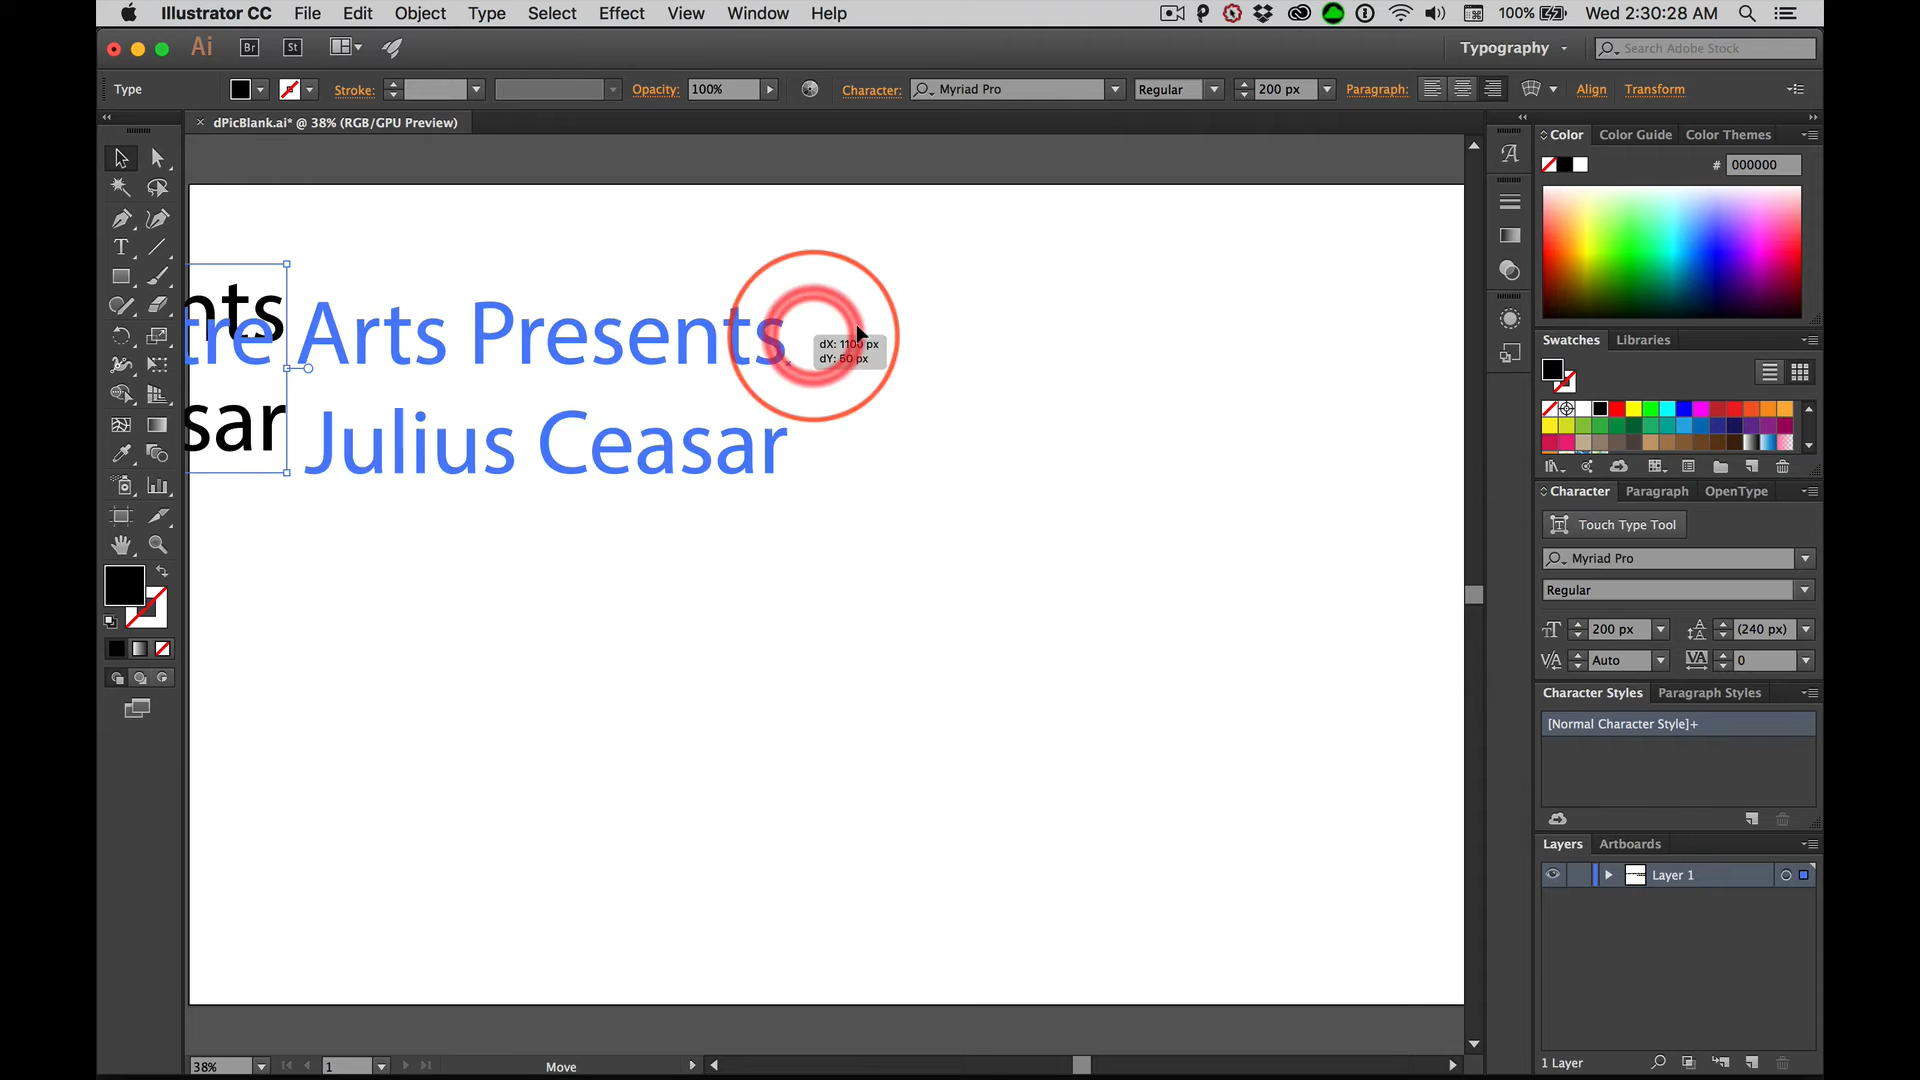 Illustrator CC File Edit Object Type Select Effect View Window Help 100% Wed 2:30:28 AM
Ai Br St Typography Search Adobe Stock
Type Stroke: Opacity: 100% Character: Myriad Pro Regular 200 px Paragraph: Align Transform
× dPicBlank.ai* @ 38% (RGB/GPU Preview)
Color Color Guide Color Themes
# 000000
nts
tre Arts Presents
dX: 1100 px
dY: 50 px
sar
Julius Ceasar
Swatches Libraries
Character Paragraph OpenType
Touch Type Tool
Myriad Pro
Regular
200 px (240 px)
Auto 0
Character Styles Paragraph Styles
[Normal Character Style]+
Layers Artboards
Layer 1
1 Layer
38% 1 Move